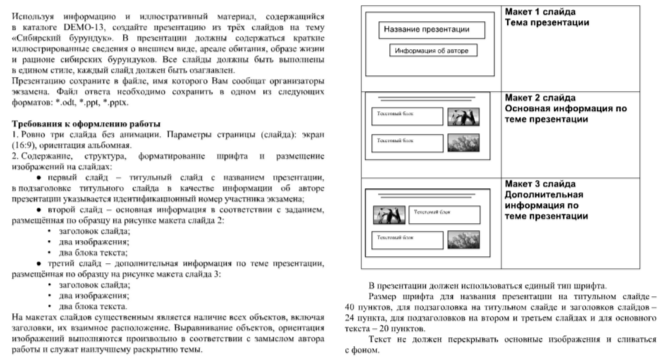 Используя информацию и иллюстративный материал, содержащийся
в каталоге DEMO-13, создайте презентацию из трёх слайдов на тему
«Сибирский бурундук». В презентации должны содержаться краткие
иллюстрированные сведения о внешнем виде, ареале обитания, образе жизни
и рационе сибирских бурундуков. Все слайды должны быть выполнены
в едином стиле, каждый слайд должен быть озаглавлен.
Презентацию сохраните в файле, имя которого Вам сообщат организаторы
экзамена. Файл ответа необходимо сохранить в одном из следующих
форматов: *.odt, *.ppt, *.pptx.
Требования к оформлению работы
1. Ровно три слайда без анимации. Параметры страницы (слайда): экран
(16:9), ориентация альбомная.
2. Содержание, структура, форматирование шрифта и размещение
изображений на слайдах:
● первый слайд – титульный слайд с названием презентации,
в подзаголовке титульного слайда в качестве информации об авторе
презентации указывается идентификационный номер участника экзамена;
● второй слайд – основная информация в соответствии с заданием,
размещённая по образцу на рисунке макета слайда 2:
• заголовок слайда;
• два изображения;
• два блока текста;
● третий слайд – дополнительная информация по теме презентации,
размещённая по образцу на рисунке макета слайда 3:
• заголовок слайда;
• два изображения;
• два блока текста.
На макетах слайдов существенным является наличие всех объектов, включая
заголовки, их взаимное расположение. Выравнивание объектов, ориентация
изображений выполняются произвольно в соответствии с замыслом автора
работы и служат наилучшему раскрытию темы.
Название презентации
Информация об авторе
Макет 1 слайда
Тема презентации
Текстовый блок
Текстовый блок
Макет 2 слайда
Основная информация по
теме презентации
Текстовый блок
Текстовый блок
Макет 3 слайда
Дополнительная
информация по
теме презентации
В презентации должен использоваться единый тип шрифта.
Размер шрифта для названия презентации на титульном слайде –
40 пунктов, для подзаголовка на титульном слайде и заголовков слайдов –
24 пункта, для подзаголовков на втором и третьем слайдах и для основного
текста – 20 пунктов.
Текст не должен перекрывать основные изображения и сливаться
с фоном.